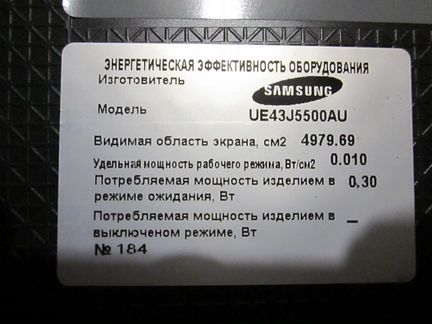 ЭНЕРГЕТИЧЕСКАЯ ЭФФЕКТИВНОСТЬ ОБОРУДОВАНИЯ
Изготовитель SAMSUNG
Модель UE43J5500AU
Видимая область экрана, см2 4979.69
Удельная мощность рабочего режима, Вт/см2 0.010
Потребляемая мощность изделием в 0,30
режиме ожидания, Вт
Потребляемая мощность изделием в –
выключеном режиме, Вт
№ 184